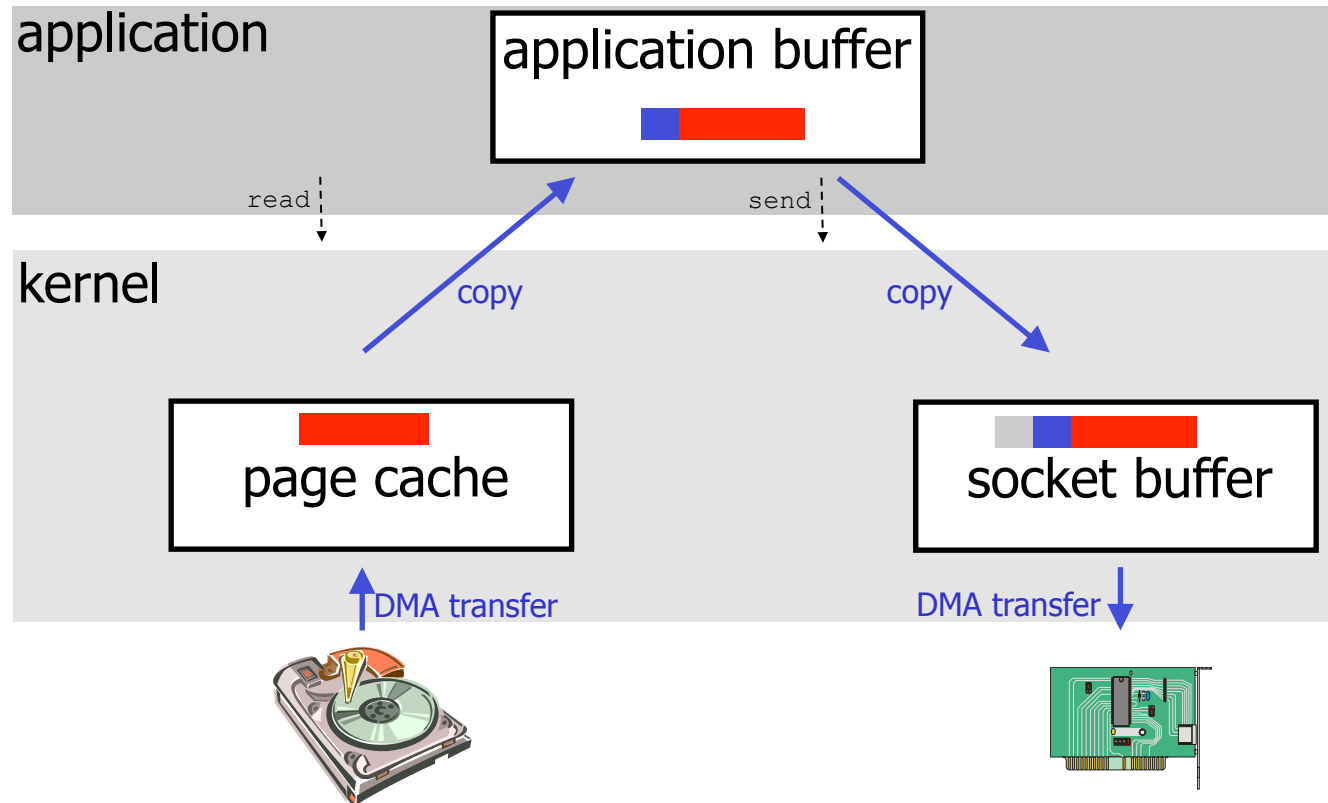 application
application buffer
read
send
kernel
copy
copy
page cache
socket buffer
DMA transfer
DMA transfer